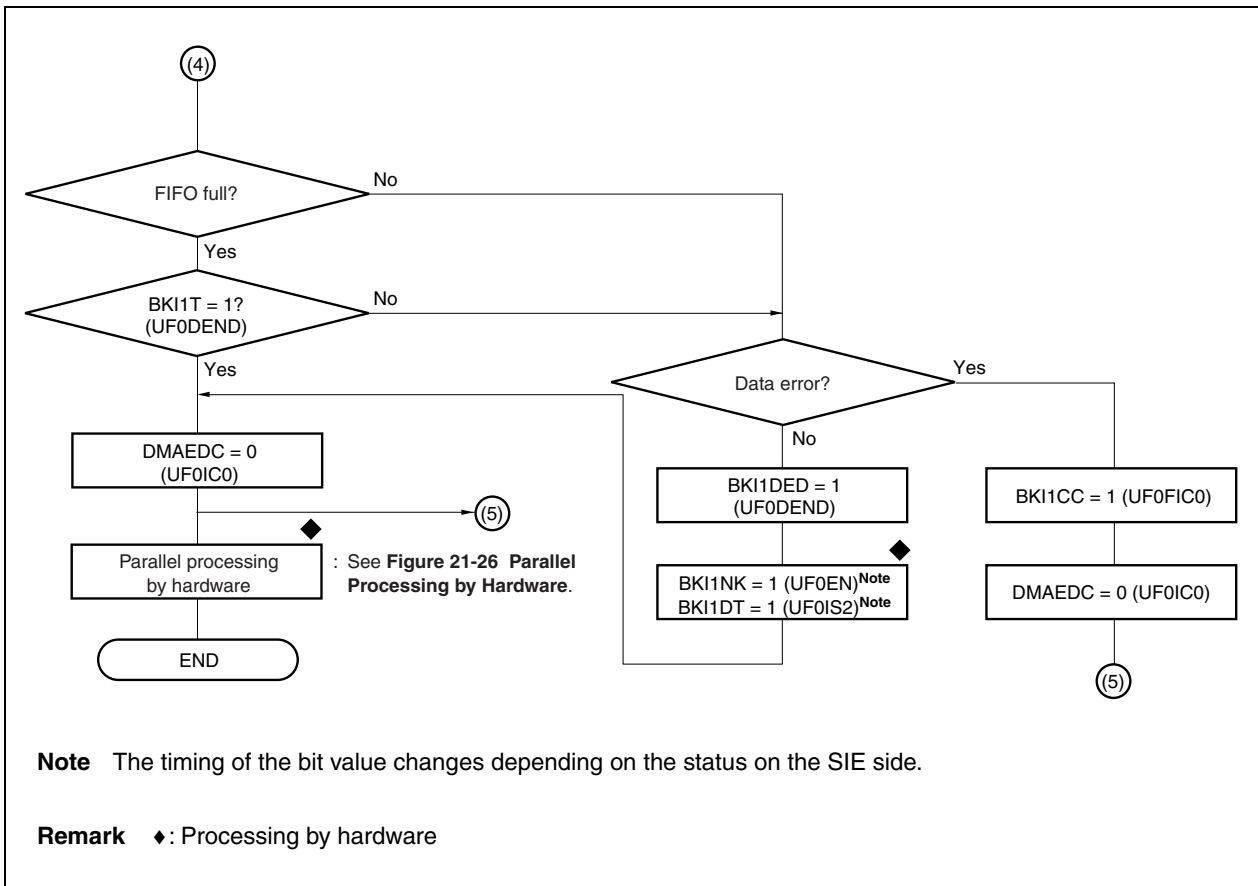 (4)
FIFO full?
No
Yes
BKI1T = 1?
(UF0DEND)
No
Yes
Data error?
Yes
No
DMAEDC = 0
(UF0IC0)
(5)
BKI1DED = 1
(UF0DEND)
BKI1CC = 1 (UF0FIC0)
◆
Parallel processing
by hardware
: See Figure 21-26 Parallel
Processing by Hardware.
◆
BKI1NK = 1 (UF0EN)Note
BKI1DT = 1 (UF0IS2)Note
DMAEDC = 0 (UF0IC0)
END
(5)
Note The timing of the bit value changes depending on the status on the SIE side.
Remark ♦: Processing by hardware